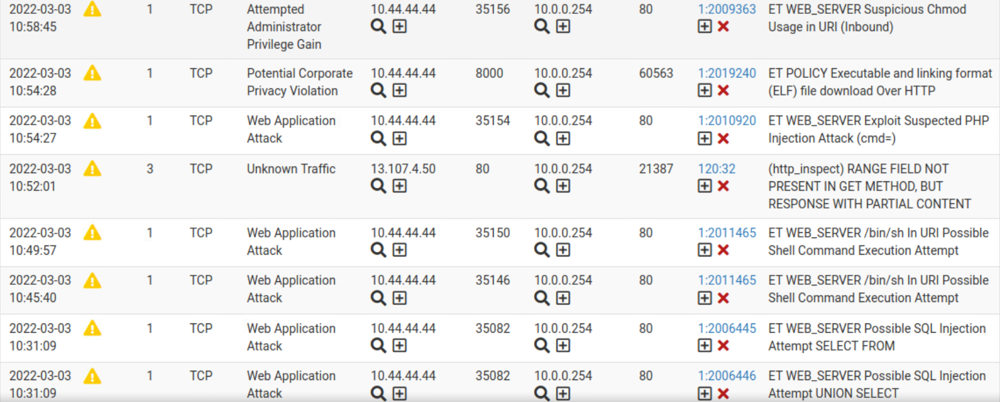 2022-03-03 1 TCP Attempted 10.44.44.44 35156 10.0.0.254 80 1:2009363 ET WEB_SERVER Suspicious Chmod
10:58:45 Administrator Usage in URI (Inbound)
Privilege Gain
2022-03-03 1 TCP Potential Corporate 10.44.44.44 8000 10.0.0.254 60563 1:2019240 ET POLICY Executable and linking format
10:54:28 Privacy Violation (ELF) file download Over HTTP
2022-03-03 1 TCP Web Application 10.44.44.44 35154 10.0.0.254 80 1:2010920 ET WEB_SERVER Exploit Suspected PHP
10:54:27 Attack Injection Attack (cmd=)
2022-03-03 3 TCP Unknown Traffic 13.107.4.50 80 10.0.0.254 21387 120:32 (http_inspect) RANGE FIELD NOT
10:52:01 PRESENT IN GET METHOD, BUT
RESPONSE WITH PARTIAL CONTENT
2022-03-03 1 TCP Web Application 10.44.44.44 35150 10.0.0.254 80 1:2011465 ET WEB_SERVER /bin/sh In URI Possible
10:49:57 Attack Shell Command Execution Attempt
2022-03-03 1 TCP Web Application 10.44.44.44 35146 10.0.0.254 80 1:2011465 ET WEB_SERVER /bin/sh In URI Possible
10:45:40 Attack Shell Command Execution Attempt
2022-03-03 1 TCP Web Application 10.44.44.44 35082 10.0.0.254 80 1:2006445 ET WEB_SERVER Possible SQL Injection
10:31:09 Attack Attempt SELECT FROM
2022-03-03 1 TCP Web Application 10.44.44.44 35082 10.0.0.254 80 1:2006446 ET WEB_SERVER Possible SQL Injection
10:31:09 Attack Attempt UNION SELECT